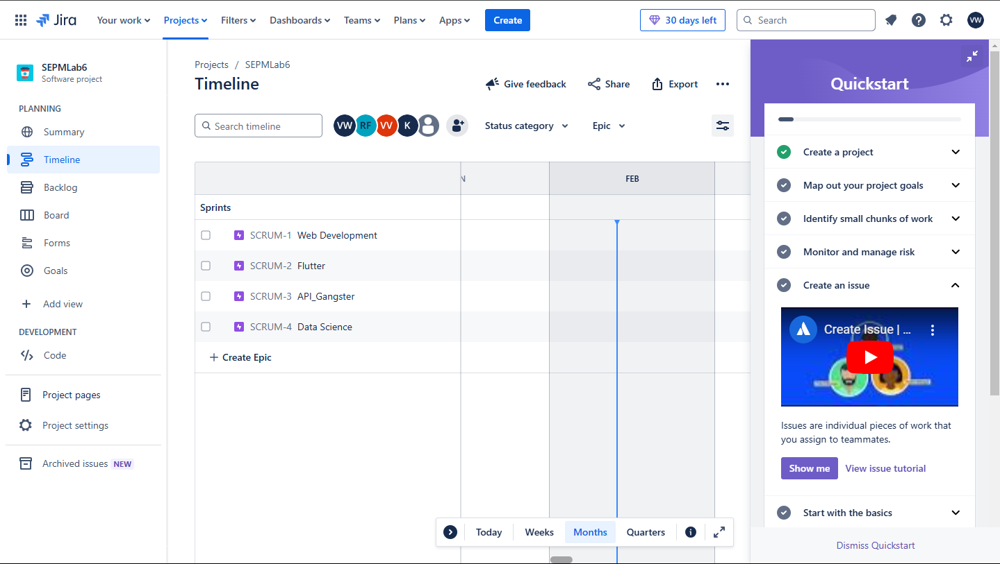 Jira
Your work
Projects
Filters
Dashboards
Teams
Plans
Apps
Create
30 days left
Search
VW
SEPMLab6
Software project
PLANNING
Summary
Timeline
Backlog
Board
Forms
Goals
Add view
DEVELOPMENT
Code
Project pages
Project settings
Archived issues NEW
Projects / SEPMLab6
Timeline
Give feedback
Share
Export
Search timeline
VW RF VV K
Status category
Epic
N
FEB
Sprints
SCRUM-1 Web Development
SCRUM-2 Flutter
SCRUM-3 API_Gangster
SCRUM-4 Data Science
Create Epic
Today
Weeks
Months
Quarters
Quickstart
Create a project
Map out your project goals
Identify small chunks of work
Monitor and manage risk
Create an issue
Create Issue | ...
Issues are individual pieces of work that
you assign to teammates.
Show me
View issue tutorial
Start with the basics
Dismiss Quickstart